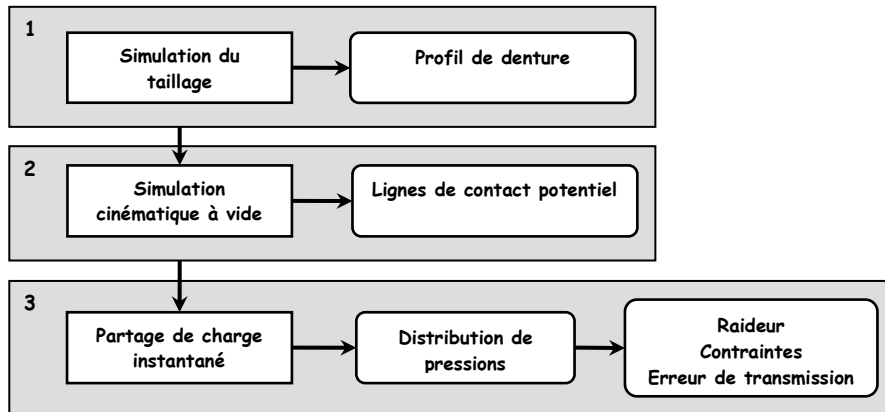 1
Simulation du
taillage
Profil de denture
2
Simulation
cinématique à vide
Lignes de contact potentiel
3
Partage de charge
instantané
Distribution de
pressions
Raideur
Contraintes
Erreur de transmission